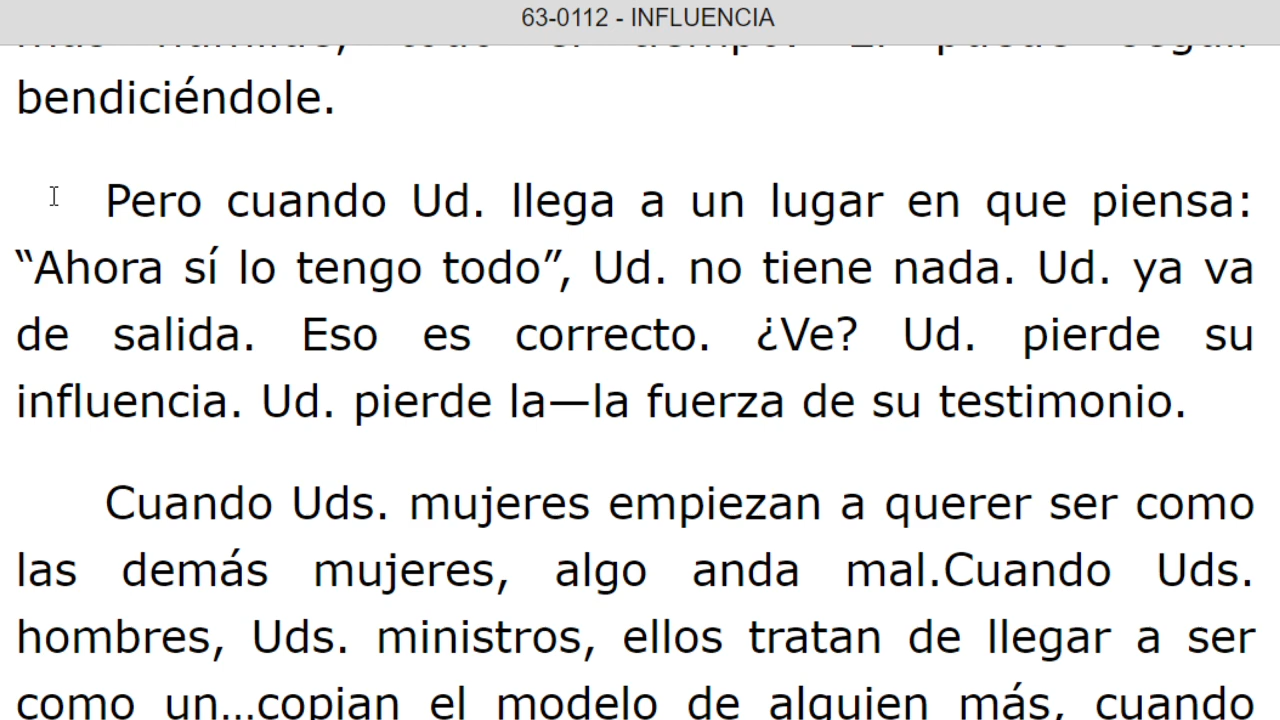 63-0112 - INFLUENCIA
bendiciéndole.
Pero cuando Ud. llega a un lugar en que piensa:
“Ahora sí lo tengo todo”, Ud. no tiene nada. Ud. ya va
de salida. Eso es correcto. ¿Ve? Ud. pierde su
influencia. Ud. pierde la—la fuerza de su testimonio.
Cuando Uds. mujeres empiezan a querer ser como
las demás mujeres, algo anda mal.Cuando Uds.
hombres, Uds. ministros, ellos tratan de llegar a ser
como un...copian el modelo de alguien más, cuando